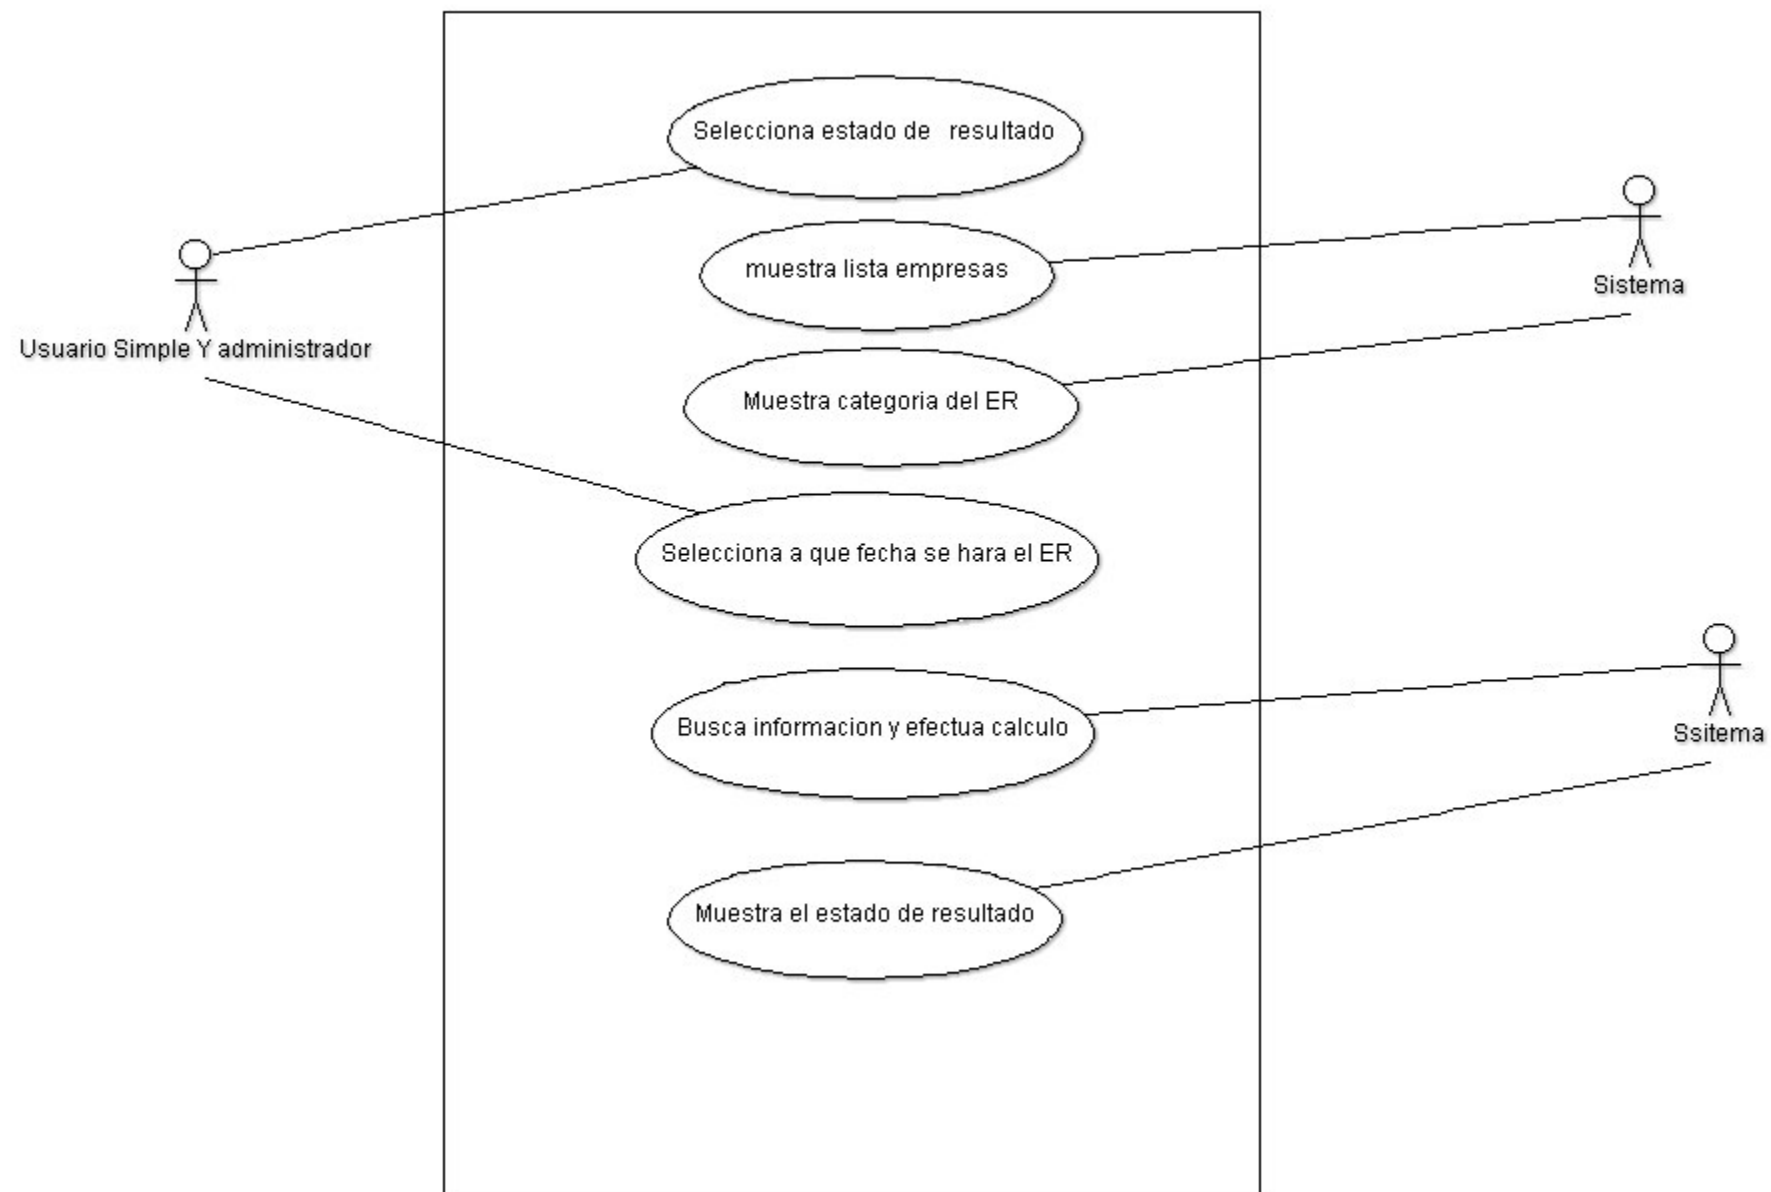 Selecciona estado de resultado
muestra lista empresas
Sistema
Usuario Simple Y administrador
Muestra categoria del ER
Selecciona a que fecha se hara el ER
Busca informacion y efectua calculo
Ssitema
Muestra el estado de resultado